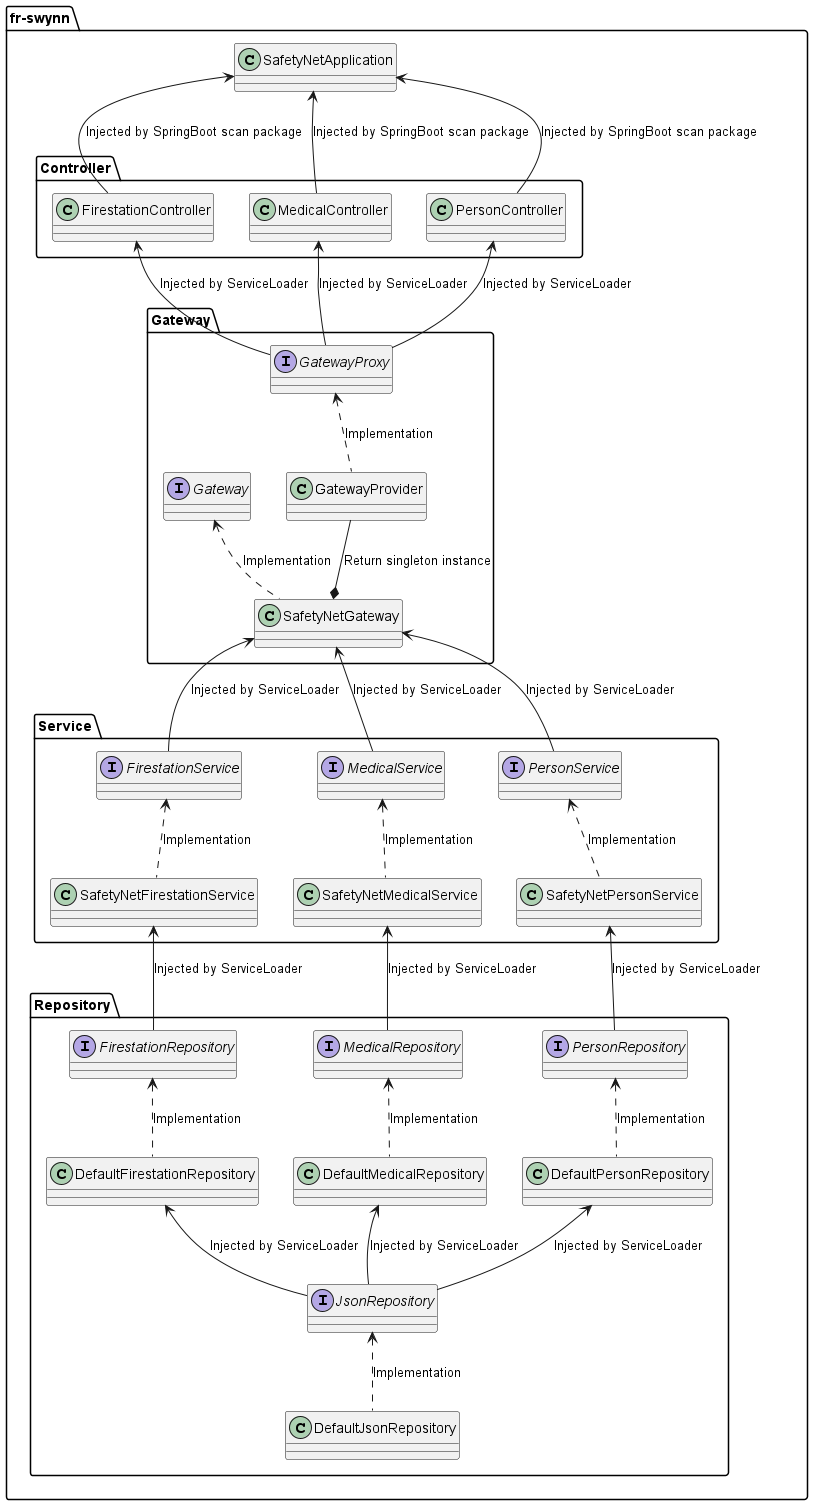 fr-swynn
C SafetyNetApplication
Injected by SpringBoot scan package
Injected by SpringBoot scan package
Injected by SpringBoot scan package
Controller
C FirestationController
C MedicalController
C PersonController
Injected by ServiceLoader
Injected by ServiceLoader
Injected by ServiceLoader
Gateway
I GatewayProxy
Implementation
I Gateway
C GatewayProvider
Implementation
Return singleton instance
C SafetyNetGateway
Injected by ServiceLoader
Injected by ServiceLoader
Injected by ServiceLoader
Service
I FirestationService
I MedicalService
I PersonService
Implementation
Implementation
Implementation
C SafetyNetFirestationService
C SafetyNetMedicalService
C SafetyNetPersonService
Injected by ServiceLoader
Injected by ServiceLoader
Injected by ServiceLoader
Repository
I FirestationRepository
I MedicalRepository
I PersonRepository
Implementation
Implementation
Implementation
C DefaultFirestationRepository
C DefaultMedicalRepository
C DefaultPersonRepository
Injected by ServiceLoader
Injected by ServiceLoader
Injected by ServiceLoader
I JsonRepository
Implementation
C DefaultJsonRepository